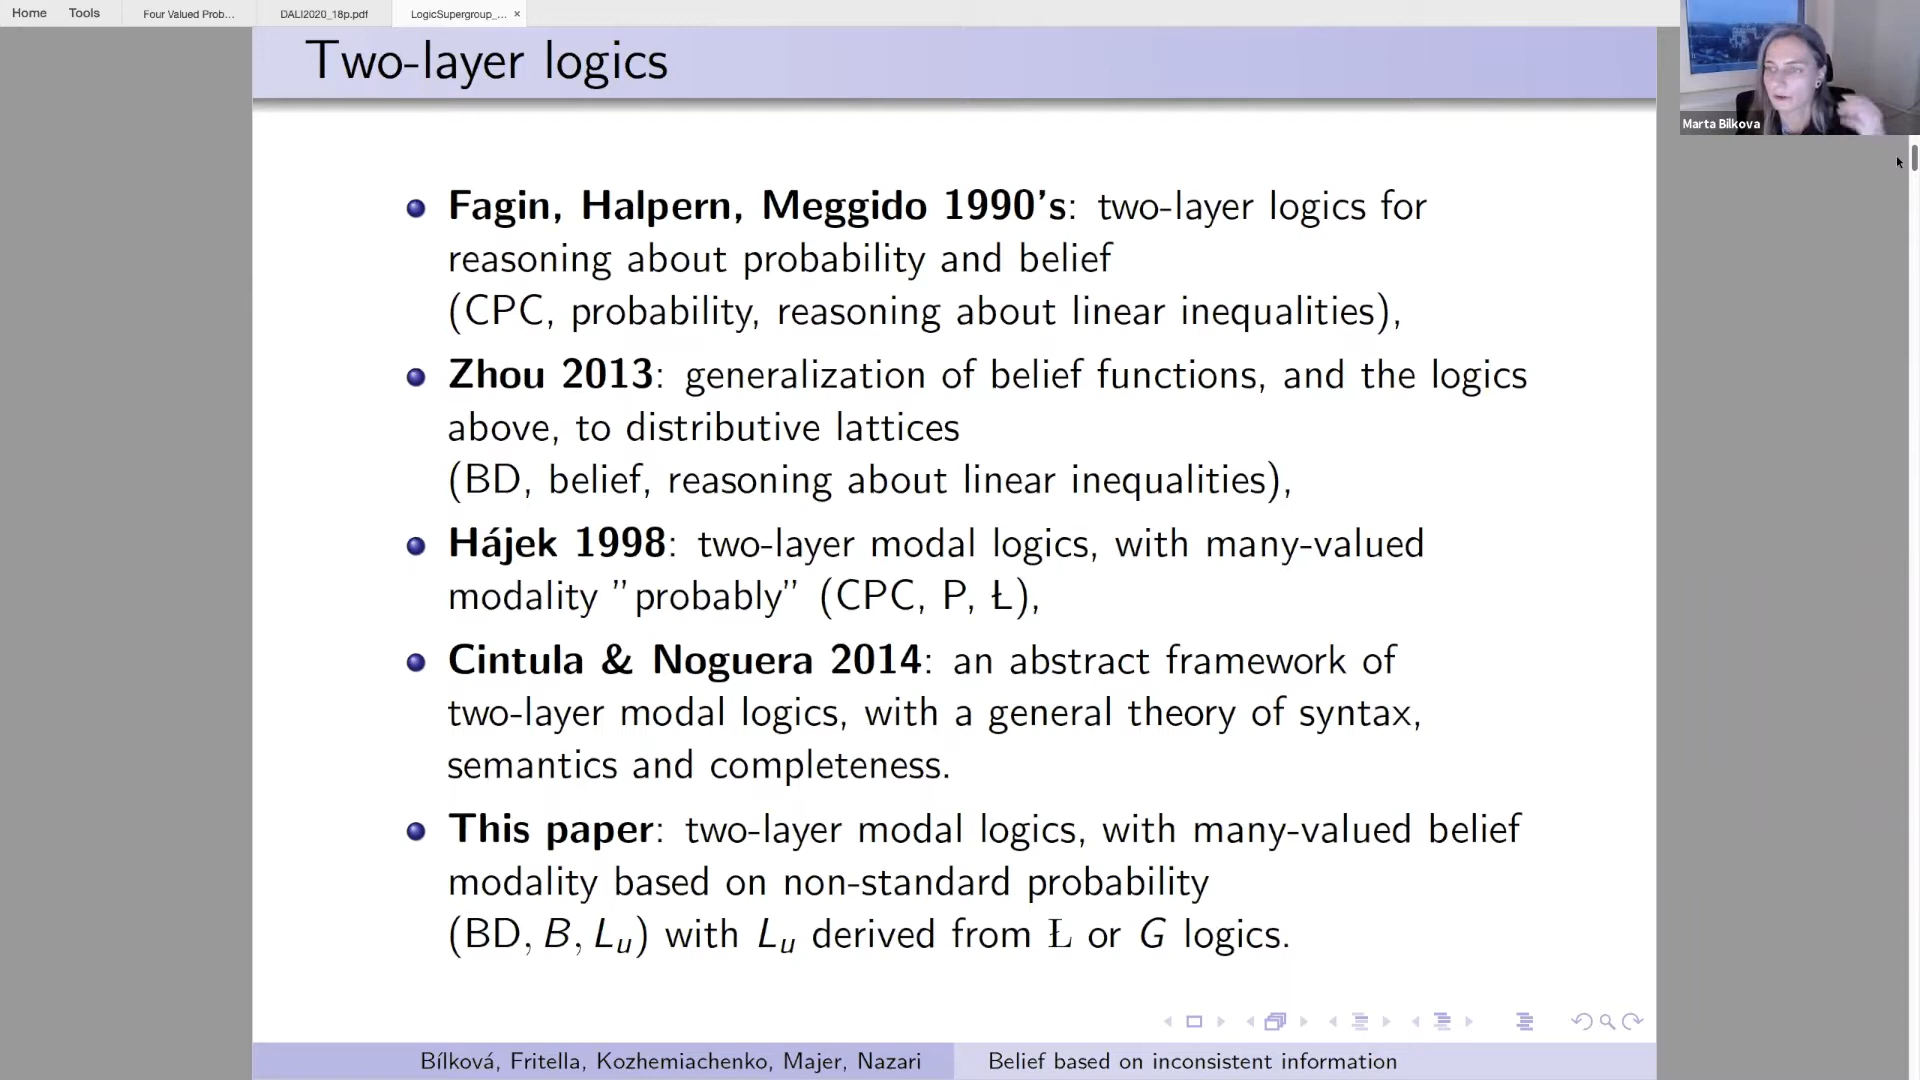 Home Tools Four Valued Prob... DALI2020_18p.pdf LogicSupergroup_... ×
Two-layer logics
Marta Bilkova
Fagin, Halpern, Meggido 1990's: two-layer logics for
reasoning about probability and belief
(CPC, probability, reasoning about linear inequalities),
Zhou 2013: generalization of belief functions, and the logics
above, to distributive lattices
(BD, belief, reasoning about linear inequalities),
Hájek 1998: two-layer modal logics, with many-valued
modality ”probably” (CPC, P, Ł),
Cintula & Noguera 2014: an abstract framework of
two-layer modal logics, with a general theory of syntax,
semantics and completeness.
This paper: two-layer modal logics, with many-valued belief
modality based on non-standard probability
(BD, B, Lu) with Lu derived from Ł or G logics.
Bílková, Fritella, Kozhemiachenko, Majer, Nazari Belief based on inconsistent information